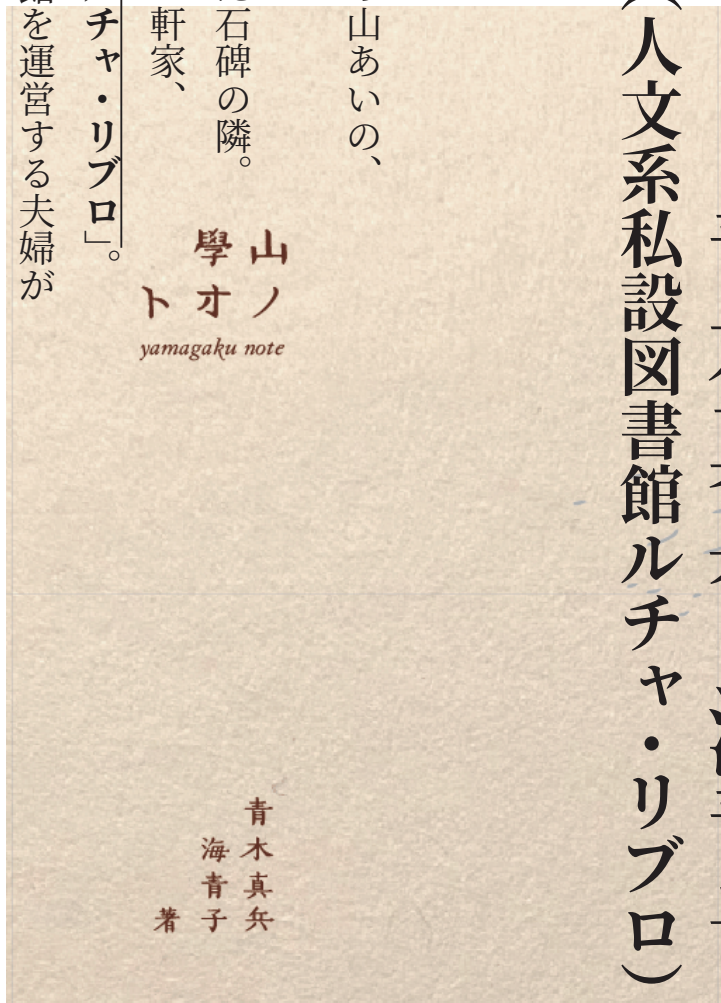 人文系私設図書館ルチャ・リブロ）
山あいの、
石碑の隣。
軒家、
チャ・リブロ」。
を運営する夫婦が
山學
ノオト
yamagaku note
青木真兵
海青子
著